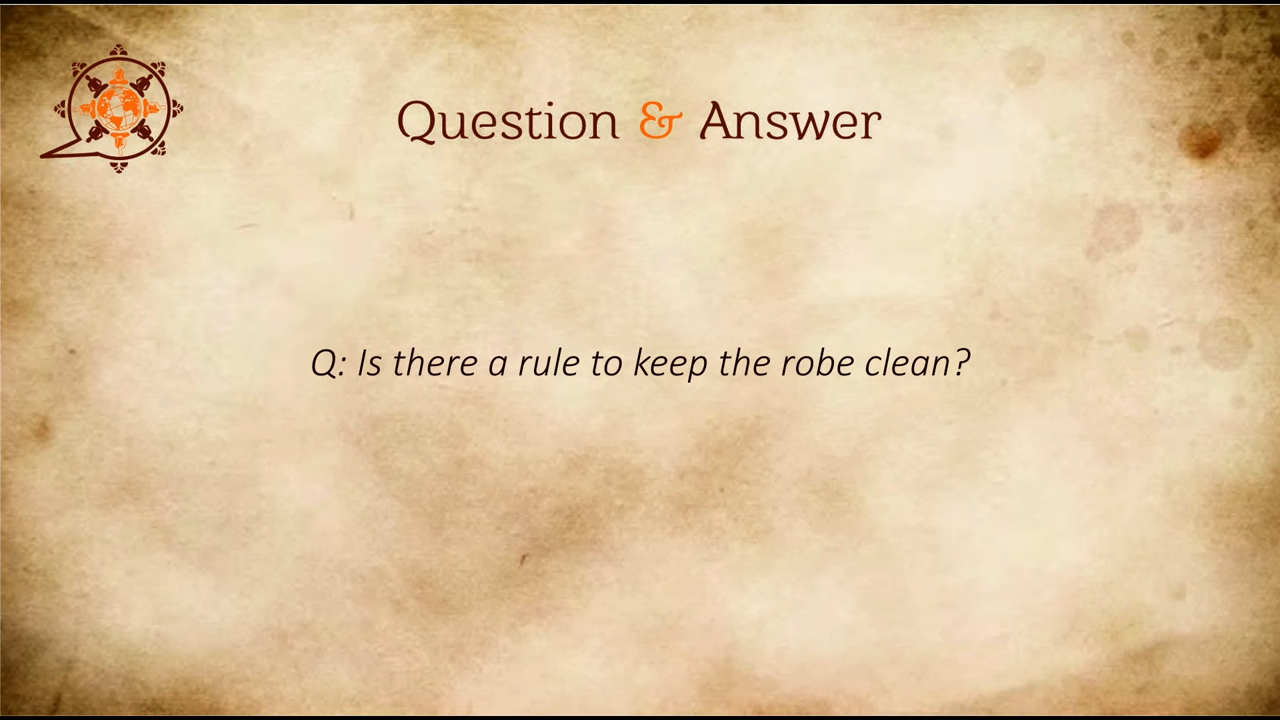 Question & Answer
Q: Is there a rule to keep the robe clean?